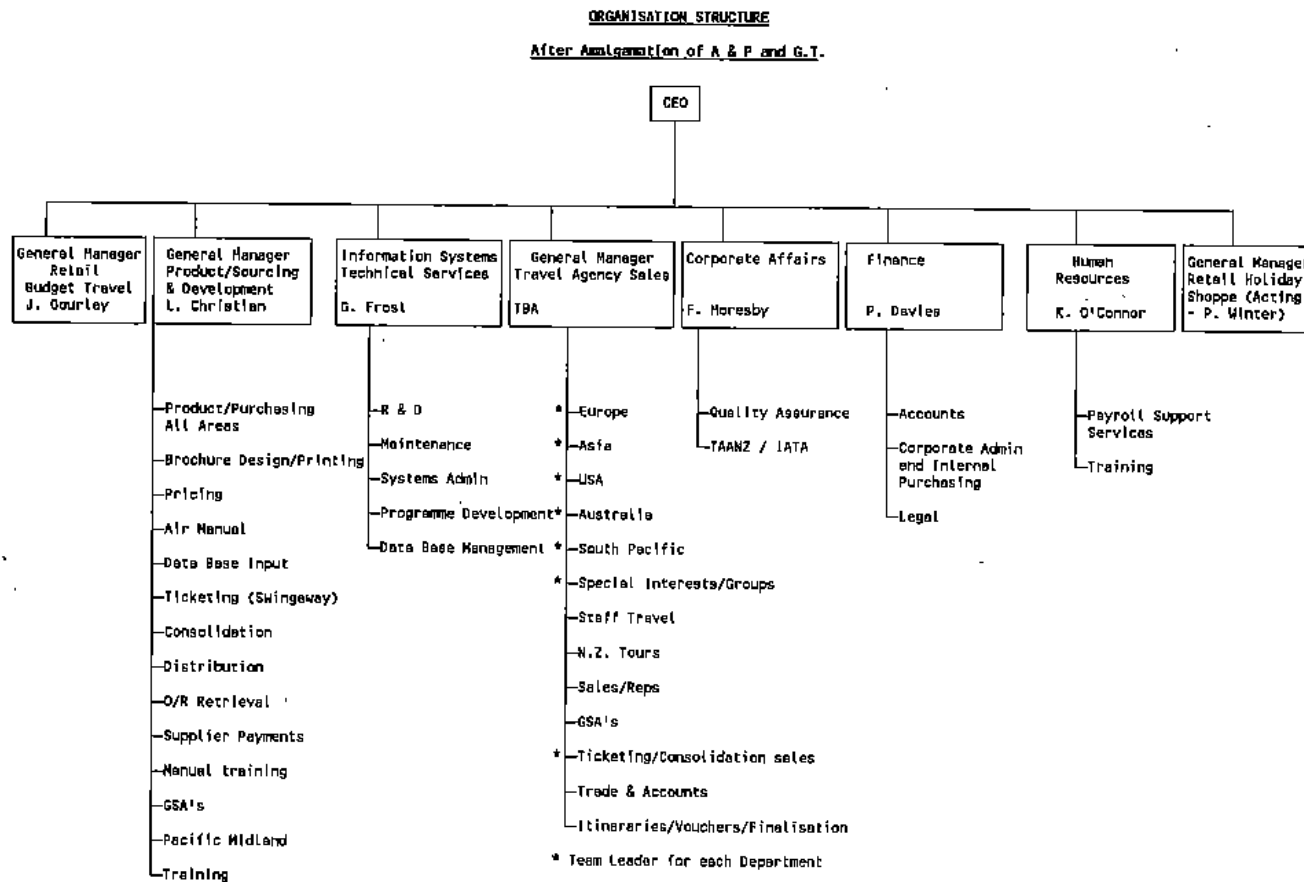 ORGANISATION STRUCTURE
After Amalgamation of A & P and G.T.
CEO
General Manager
Retail
Budget Travel
J. Gourley
General Manager
Product/Sourcing
& Development
L. Christian
Information Systems
Technical Services
G. Frost
General Manager
Travel Agency Sales
TBA
Corporate Affairs
F. Moresby
Finance
P. Davies
Human
Resources
K. O'Connor
General Manager
Retail Holiday
Shoppe (Acting
- P. Winter)
Product/Purchasing
All Areas
Brochure Design/Printing
Pricing
Air Manual
Data Base Input
Ticketing (Swingaway)
Consolidation
Distribution
O/R Retrieval
Supplier Payments
Manual training
GSA's
Pacific Midland
Training
R & D
Maintenance
Systems Admin
Programme Development
Data Base Management
* Europe
* Asia
* USA
* Australia
* South Pacific
* Special Interests/Groups
Staff Travel
N.Z. Tours
Sales/Reps
GSA's
* Ticketing/Consolidation sales
Trade & Accounts
Itineraries/Vouchers/Finalisation
* Team Leader for each Department
Quality Assurance
TAANZ / IATA
Accounts
Corporate Admin
and Internal
Purchasing
Legal
Payroll Support
Services
Training